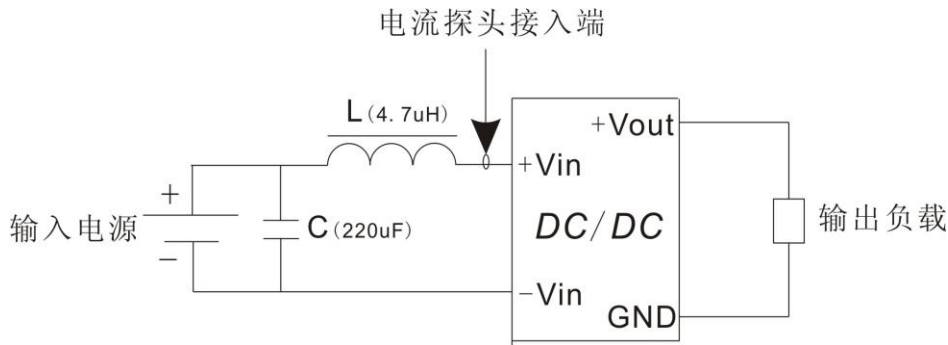 电流探头接入端
L(4.7uH)
+Vout
+Vin
+
输入电源
C(220uF)
DC/DC
输出负载
−
−Vin
GND